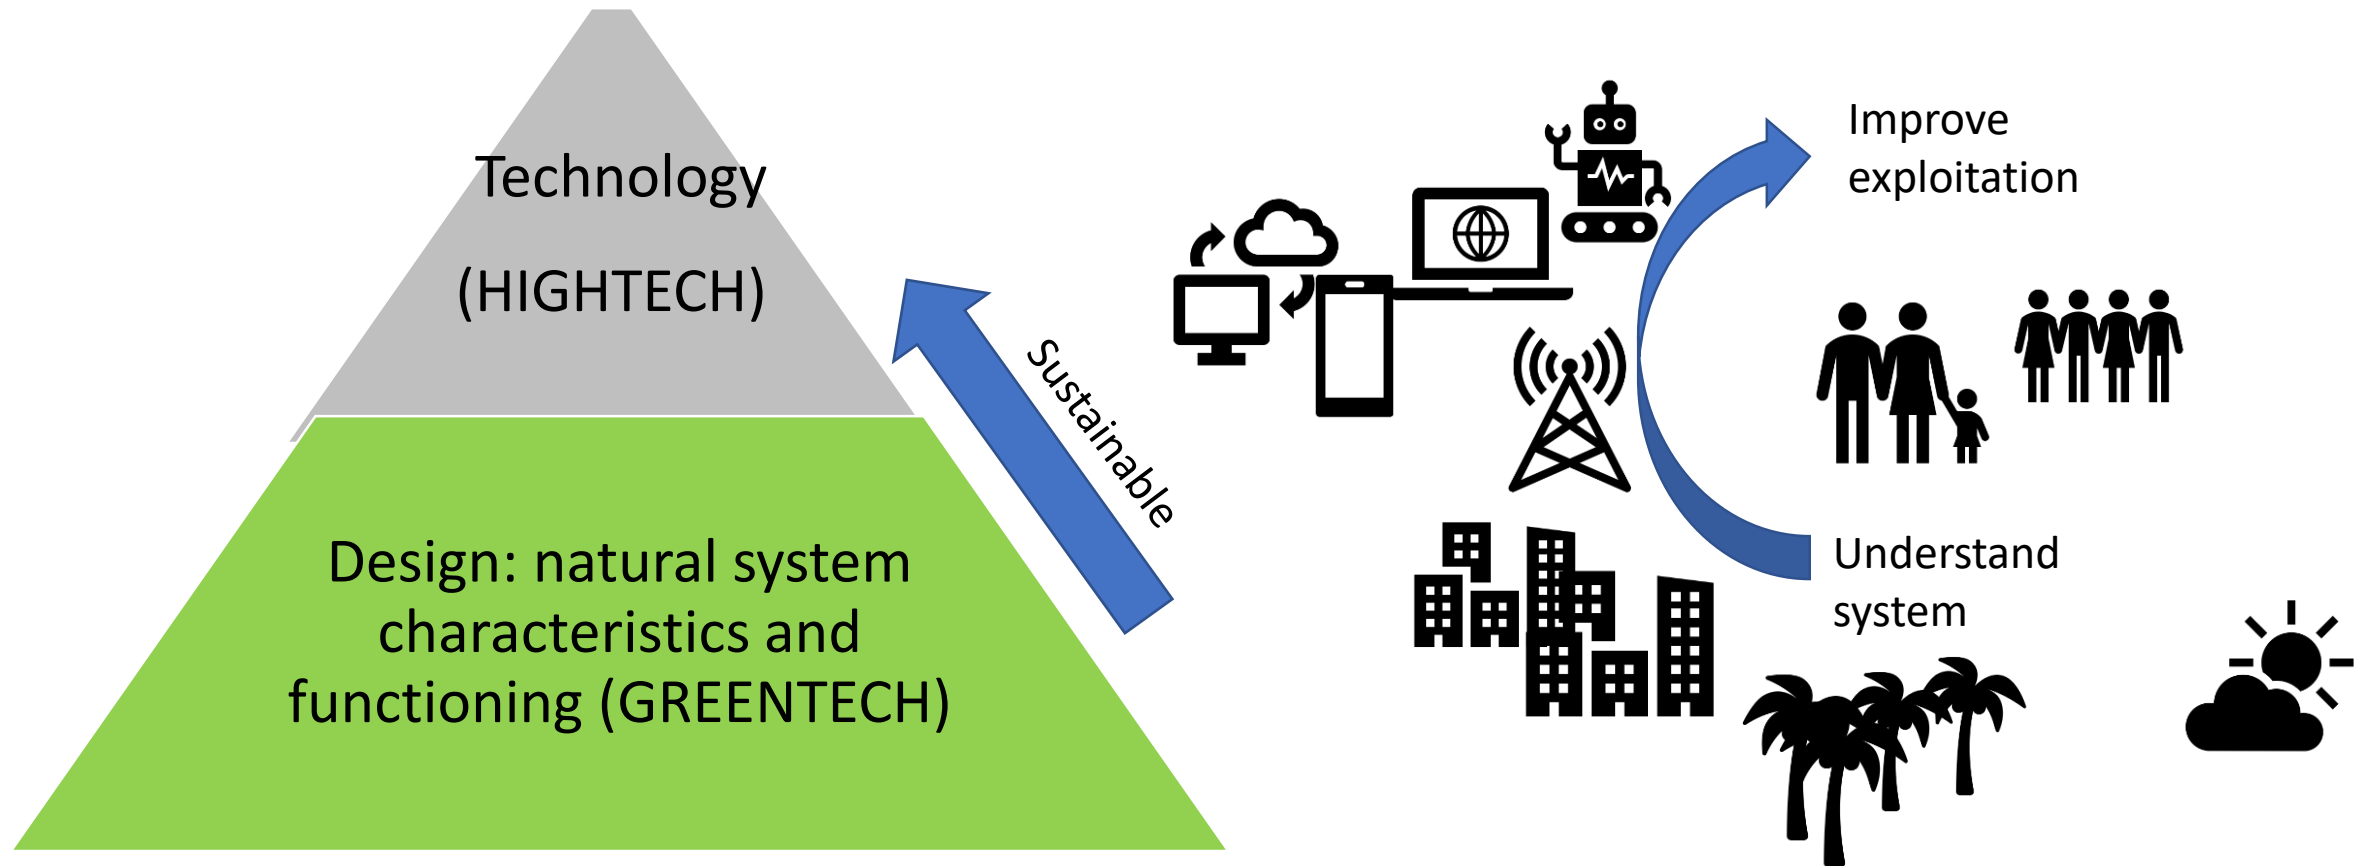 Technology
(HIGHTECH)
Design: natural system
characteristics and
functioning (GREENTECH)
Sustainable
Improve
exploitation
Understand
system